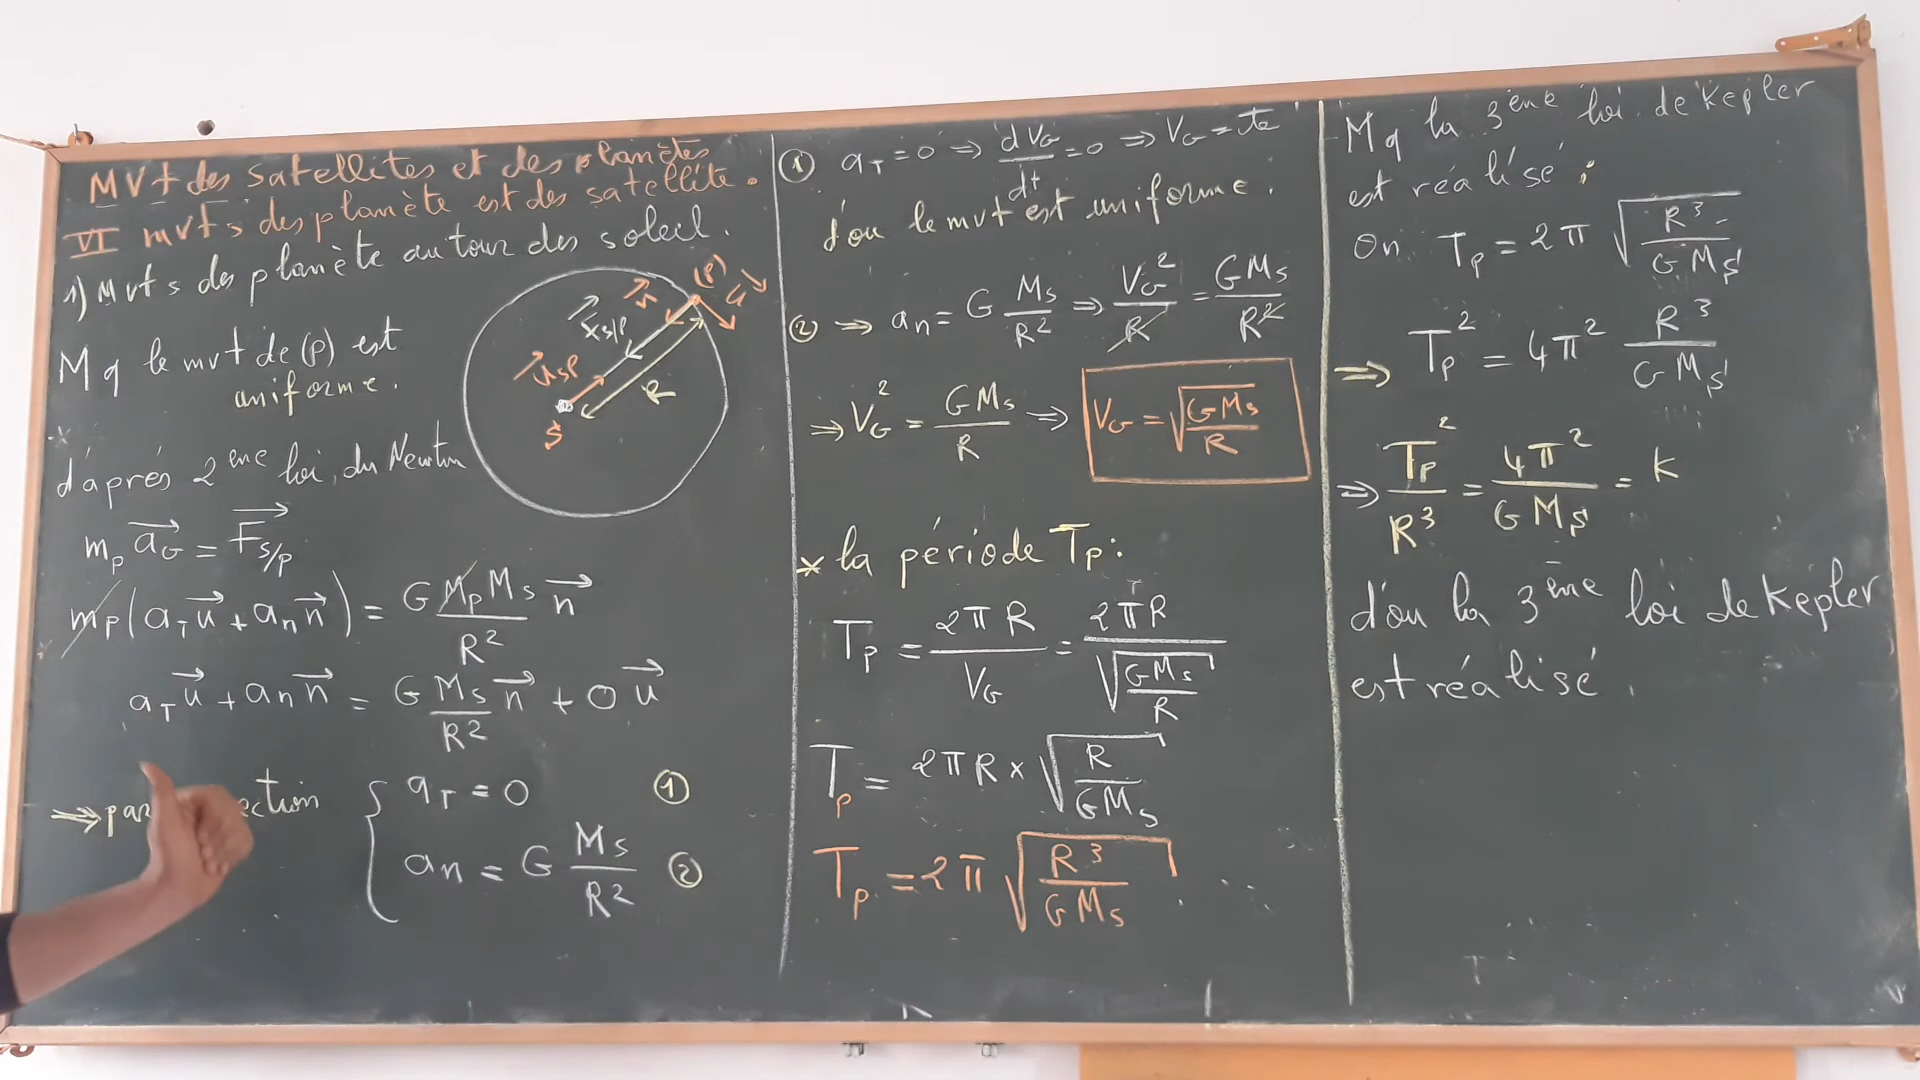 MVt des satellites et des planètes
VI mvts des planète est des satellite.
1) Mvts des planète autour des soleil.
Mq le mvt de (p) est
uniforme.
d'après 2ème loi du Newton
m_p a_G = F_s/p
m_p (a_T u + a_n n) = G M_p M_s / R² n
a_T u + a_n n = G M_s / R² n + 0 u
a_T = 0 ①
a_n = G M_s / R² ②
(P)
u
n
F_s/p
u_sp
R
S
① a_T = 0 ⇒ dV_G / dt = 0 ⇒ V_G = cte
d'où le mvt est uniforme.
② ⇒ a_n = G M_s / R² ⇒ V_G² / R = G M_s / R²
⇒ V_G² = G M_s / R ⇒ V_G = √(G M_s / R)
* la période T_p :
T_p = 2πR / V_G = 2πR / √(G M_s / R)
T_p = 2πR × √(R / G M_s)
T_p = 2π √(R³ / G M_s)
Mq la 3ème loi de Kepler
est réalisé :
On T_p = 2π √(R³ / G M_s)
⇒ T_p² = 4π² R³ / G M_s
⇒ T_p² / R³ = 4π² / G M_s = K
d'où la 3ème loi de Kepler
est réalisé.